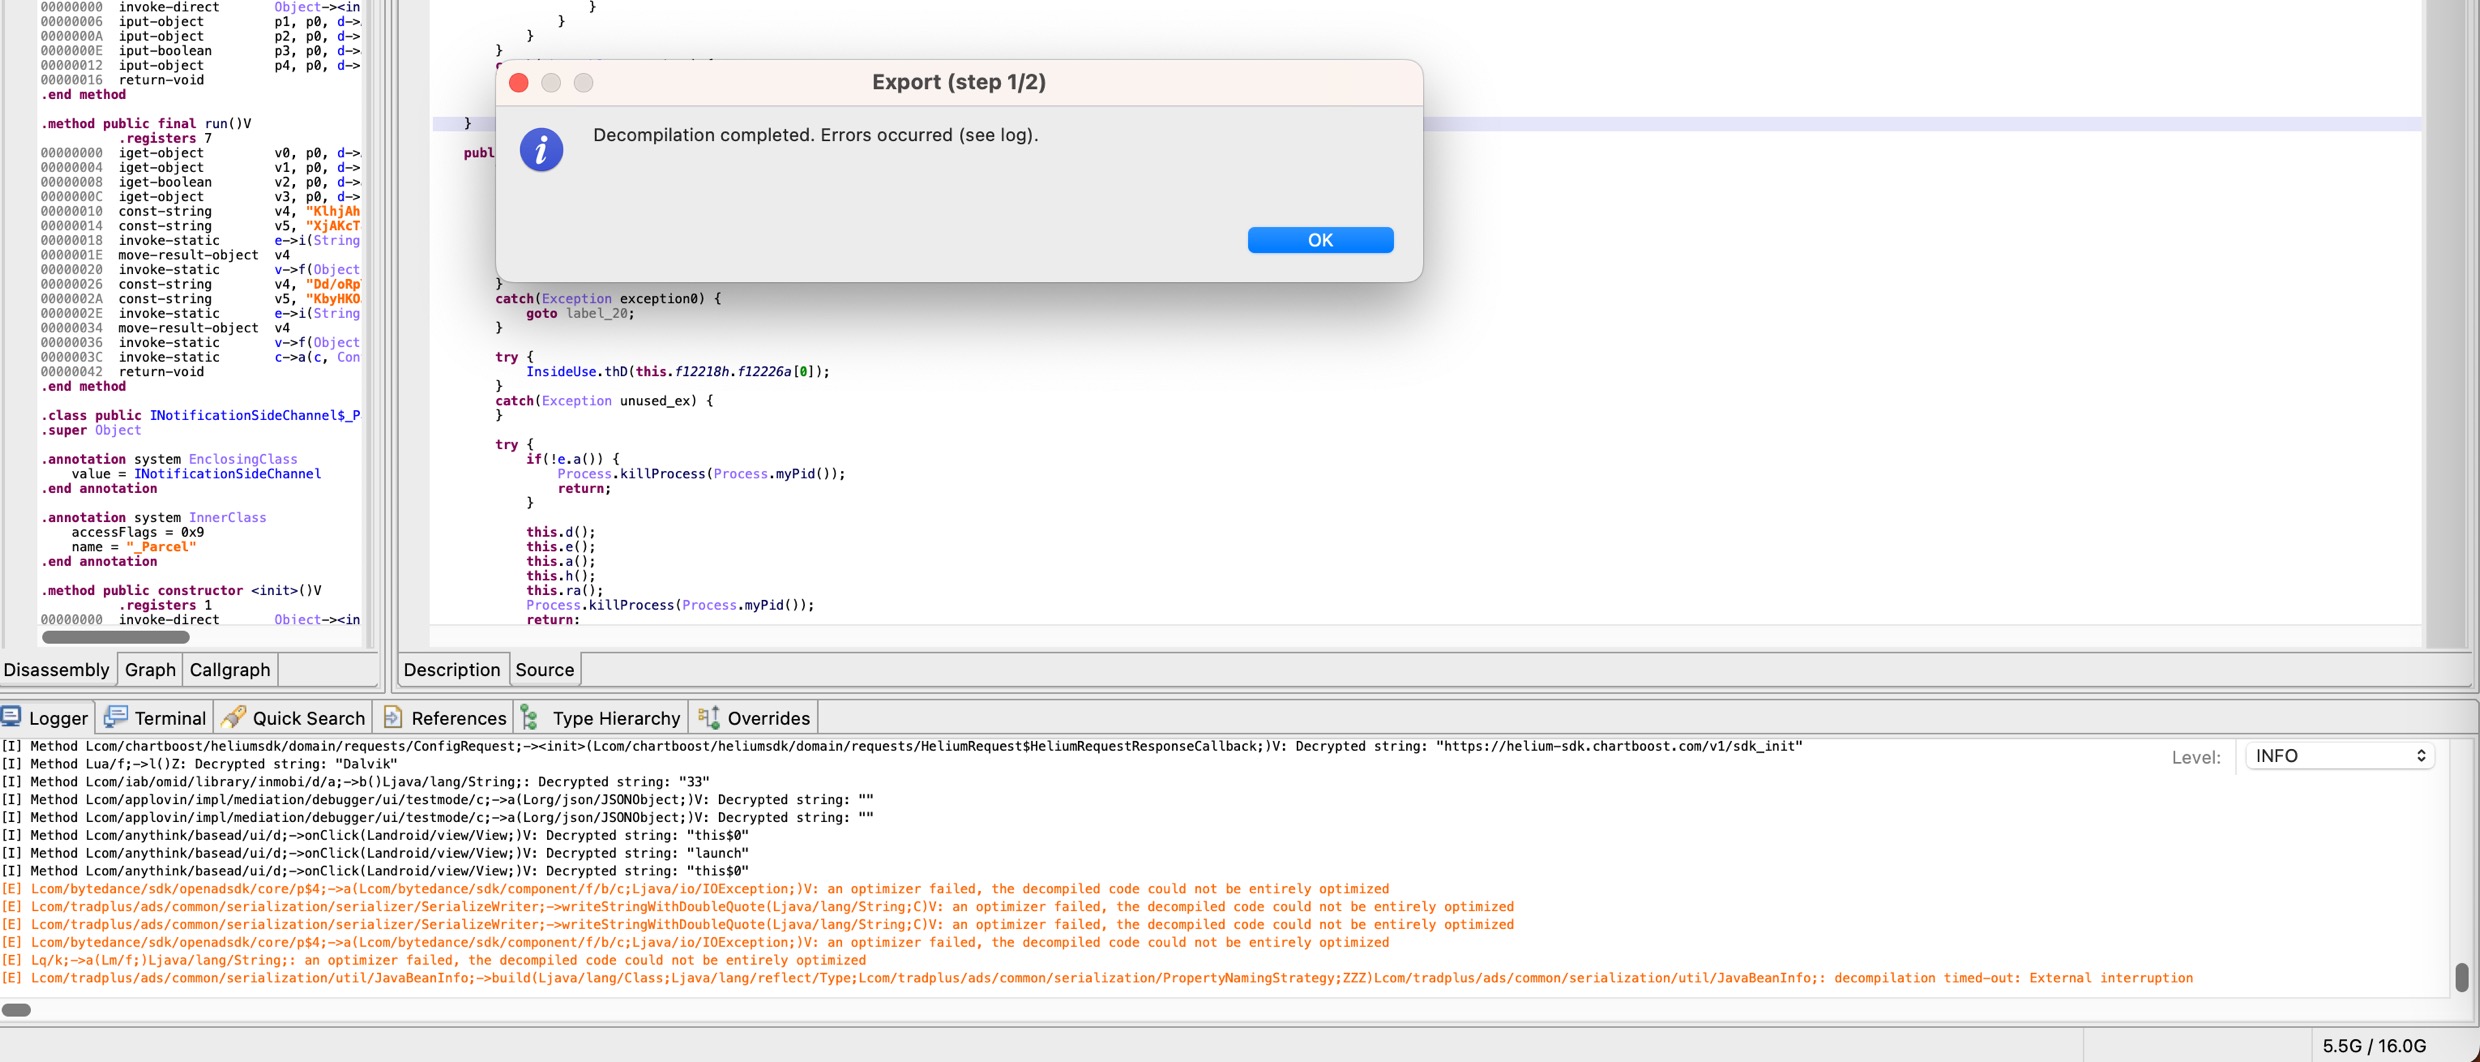 00000000 invoke-direct Object-><in
00000006 iput-object p1, p0, d->
0000000A iput-object p2, p0, d->
0000000E iput-boolean p3, p0, d->
00000012 iput-object p4, p0, d->
00000016 return-void
.end method
.method public final run()V
.registers 7
00000000 iget-object v0, p0, d->
00000004 iget-object v1, p0, d->
00000008 iget-boolean v2, p0, d->
0000000C iget-object v3, p0, d->
00000010 const-string v4, "KlhjAh
00000014 const-string v5, "XjAKcT
00000018 invoke-static e->i(String
0000001E move-result-object v4
00000020 invoke-static v->f(Object
00000026 const-string v4, "Dd/oRp
0000002A const-string v5, "KbyHKO
0000002E invoke-static e->i(String
00000034 move-result-object v4
00000036 invoke-static v->f(Object
0000003C invoke-static c->a(c, Con
00000042 return-void
.end method
.class public INotificationSideChannel$_P
.super Object
.annotation system EnclosingClass
value = INotificationSideChannel
.end annotation
.annotation system InnerClass
accessFlags = 0x9
name = "_Parcel"
.end annotation
.method public constructor <init>()V
.registers 1
00000000 invoke-direct Object-><in
Disassembly
Graph
Callgraph
}
}
}
}
}
publ
Export (step 1/2)
Decompilation completed. Errors occurred (see log).
OK
}
catch(Exception exception0) {
goto label_20;
}
try {
InsideUse.thD(this.f12218h.f12226a[0]);
}
catch(Exception unused_ex) {
}
try {
if(!e.a()) {
Process.killProcess(Process.myPid());
return;
}
this.d();
this.e();
this.a();
this.h();
this.ra();
Process.killProcess(Process.myPid());
return;
Description
Source
Logger
Terminal
Quick Search
References
Type Hierarchy
Overrides
[I] Method Lcom/chartboost/heliumsdk/domain/requests/ConfigRequest;-><init>(Lcom/chartboost/heliumsdk/domain/requests/HeliumRequest$HeliumRequestResponseCallback;)V: Decrypted string: "https://helium-sdk.chartboost.com/v1/sdk_init"
[I] Method Lua/f;->l()Z: Decrypted string: "Dalvik"
[I] Method Lcom/iab/omid/library/inmobi/d/a;->b()Ljava/lang/String;: Decrypted string: "33"
[I] Method Lcom/applovin/impl/mediation/debugger/ui/testmode/c;->a(Lorg/json/JSONObject;)V: Decrypted string: ""
[I] Method Lcom/applovin/impl/mediation/debugger/ui/testmode/c;->a(Lorg/json/JSONObject;)V: Decrypted string: ""
[I] Method Lcom/anythink/basead/ui/d;->onClick(Landroid/view/View;)V: Decrypted string: "this$0"
[I] Method Lcom/anythink/basead/ui/d;->onClick(Landroid/view/View;)V: Decrypted string: "launch"
[I] Method Lcom/anythink/basead/ui/d;->onClick(Landroid/view/View;)V: Decrypted string: "this$0"
[E] Lcom/bytedance/sdk/openadsdk/core/p$4;->a(Lcom/bytedance/sdk/component/f/b/c;Ljava/io/IOException;)V: an optimizer failed, the decompiled code could not be entirely optimized
[E] Lcom/tradplus/ads/common/serialization/serializer/SerializeWriter;->writeStringWithDoubleQuote(Ljava/lang/String;C)V: an optimizer failed, the decompiled code could not be entirely optimized
[E] Lcom/tradplus/ads/common/serialization/serializer/SerializeWriter;->writeStringWithDoubleQuote(Ljava/lang/String;C)V: an optimizer failed, the decompiled code could not be entirely optimized
[E] Lcom/bytedance/sdk/openadsdk/core/p$4;->a(Lcom/bytedance/sdk/component/f/b/c;Ljava/io/IOException;)V: an optimizer failed, the decompiled code could not be entirely optimized
[E] Lq/k;->a(Lm/f;)Ljava/lang/String;: an optimizer failed, the decompiled code could not be entirely optimized
[E] Lcom/tradplus/ads/common/serialization/util/JavaBeanInfo;->build(Ljava/lang/Class;Ljava/lang/reflect/Type;Lcom/tradplus/ads/common/serialization/PropertyNamingStrategy;ZZZ)Lcom/tradplus/ads/common/serialization/util/JavaBeanInfo;: decompilation timed-out: External interruption
Level:
INFO
5.5G / 16.0G